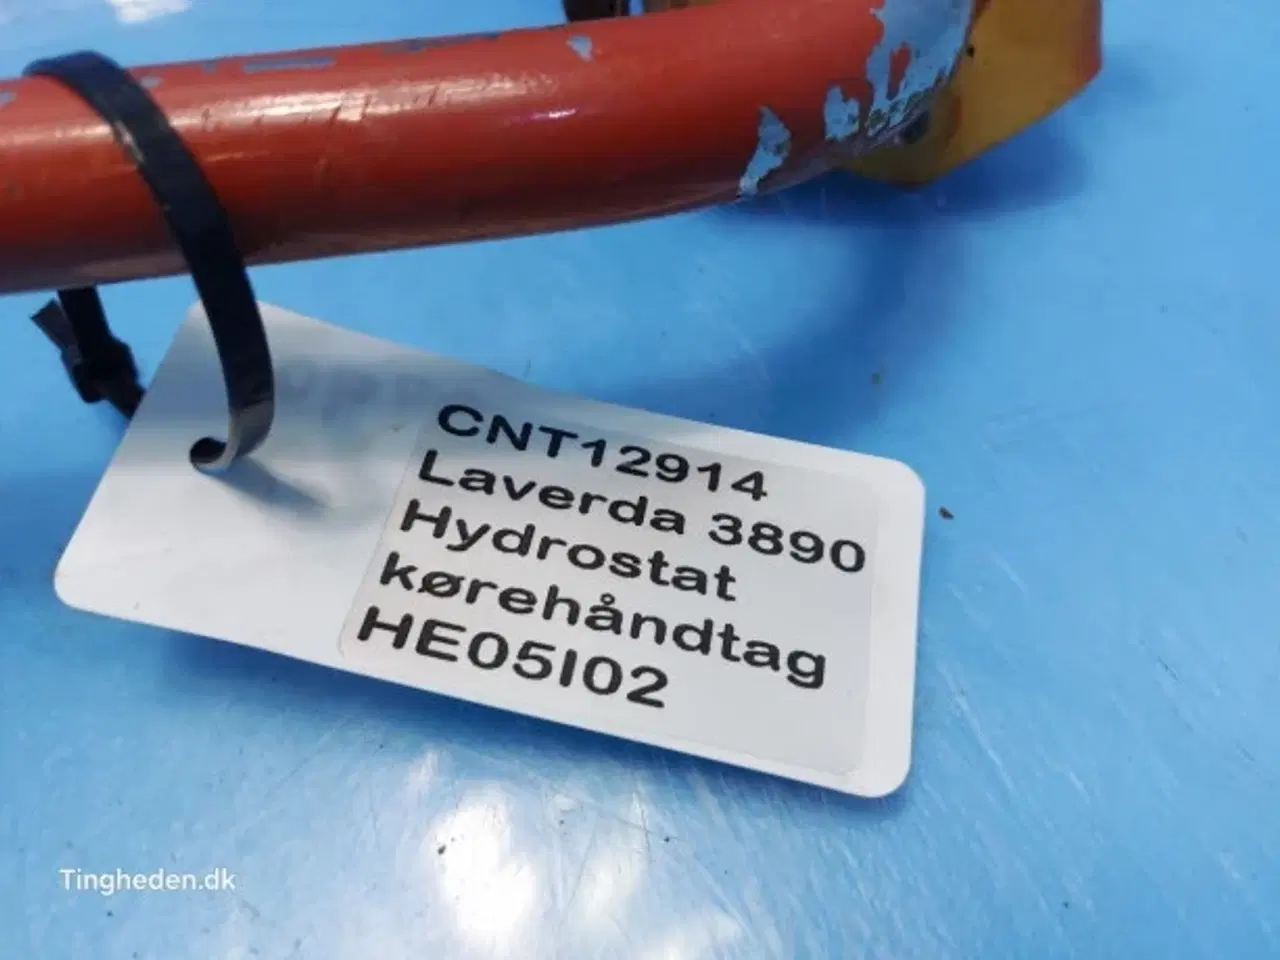 CNT12914
Laverda 3890
Hydrostat
kørehåndtag
HE05I02
Tingheden.dk